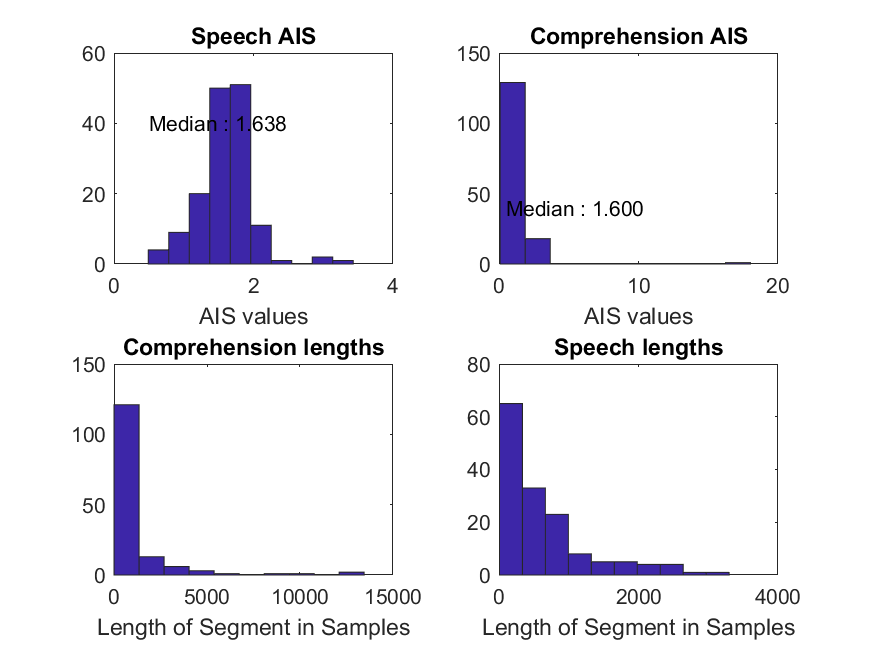 Speech AIS
60
40
20
0
Median : 1.638
0 2 4
AIS values
Comprehension AIS
150
100
50
0
Median : 1.600
0 10 20
AIS values
Comprehension lengths
150
100
50
0
0 5000 10000 15000
Length of Segment in Samples
Speech lengths
80
60
40
20
0
0 2000 4000
Length of Segment in Samples